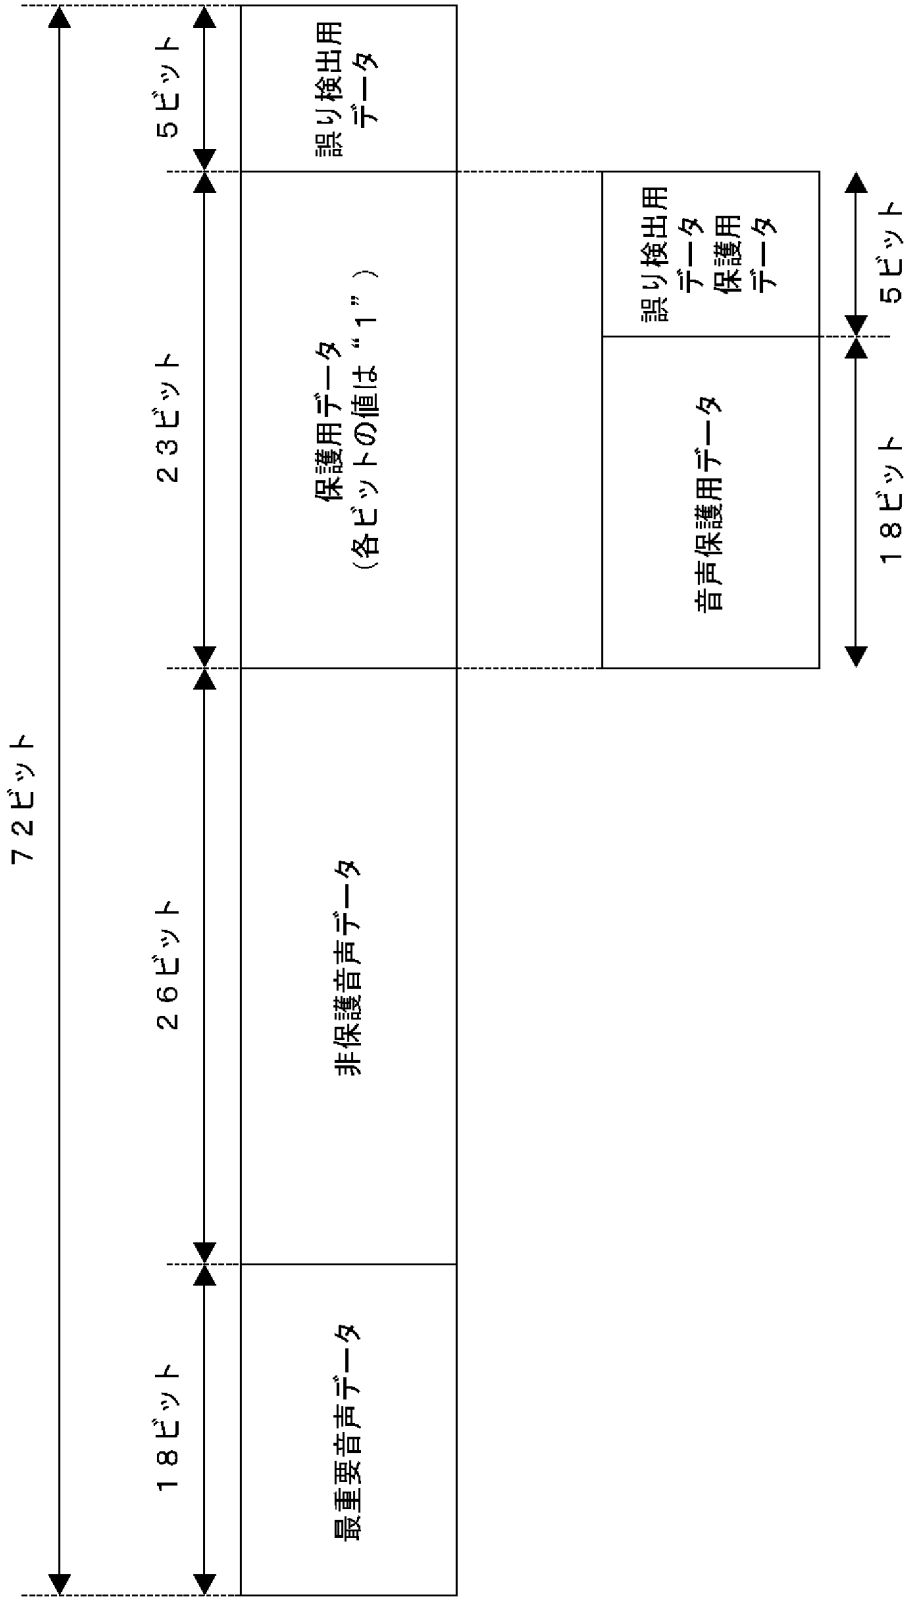 ７２ビット
１８ビット
２６ビット
２３ビット
５ビット
最重要音声データ
非保護音声データ
保護用データ
（各ビットの値は“１”）
誤り検出用
データ
音声保護用データ
誤り検出用
データ
保護用
データ
１８ビット
５ビット